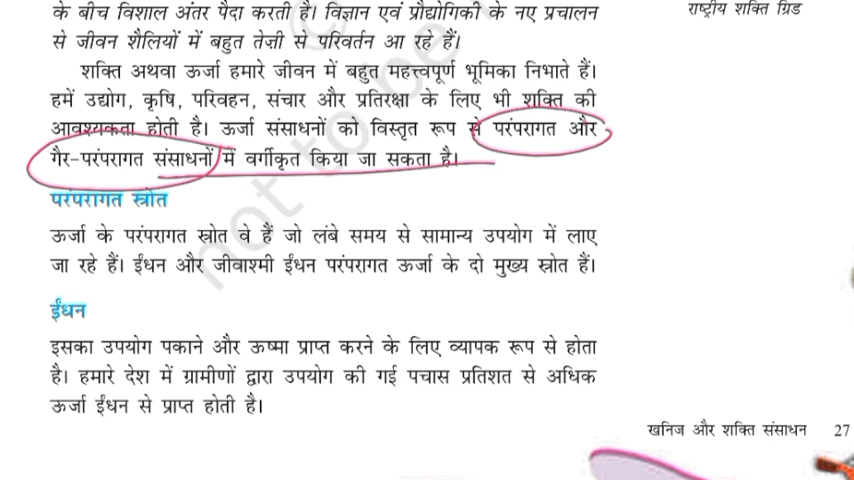 के बीच विशाल अंतर पैदा करती है। विज्ञान एवं प्रौद्योगिकी के नए प्रचालन
से जीवन शैलियों में बहुत तेज़ी से परिवर्तन आ रहे हैं।
राष्ट्रीय शक्ति ग्रिड
शक्ति अथवा ऊर्जा हमारे जीवन में बहुत महत्त्वपूर्ण भूमिका निभाते हैं।
हमें उद्योग, कृषि, परिवहन, संचार और प्रतिरक्षा के लिए भी शक्ति की
आवश्यकता होती है। ऊर्जा संसाधनों को विस्तृत रूप से परंपरागत और
गैर-परंपरागत संसाधनों में वर्गीकृत किया जा सकता है।
परंपरागत स्त्रोत
ऊर्जा के परंपरागत स्त्रोत वे हैं जो लंबे समय से सामान्य उपयोग में लाए
जा रहे हैं। ईंधन और जीवाश्मी ईंधन परंपरागत ऊर्जा के दो मुख्य स्त्रोत हैं।
ईंधन
इसका उपयोग पकाने और ऊष्मा प्राप्त करने के लिए व्यापक रूप से होता
है। हमारे देश में ग्रामीणों द्वारा उपयोग की गई पचास प्रतिशत से अधिक
ऊर्जा ईंधन से प्राप्त होती है।
खनिज और शक्ति संसाधन 27
not to be